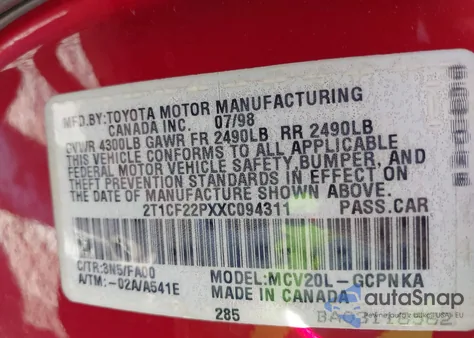 MFD.BY:TOYOTA MOTOR MANUFACTURING
CANADA INC. 07/98
GVWR 4300LB GAWR FR 2490LB RR 2490LB
THIS VEHICLE CONFORMS TO ALL APPLICABLE
FEDERAL MOTOR VEHICLE SAFETY,BUMPER, AND
THEFT PREVENTION STANDARDS IN EFFECT ON
THE DATE OF MANUFACTURE SHOWN ABOVE.
2T1CF22PXXC094311 PASS.CAR
C/TR:3N5/FA00 MODEL:MCV20L-GCPNKA
A/TM:-02A/A541E MADE IN CANADA
285
autoSnap